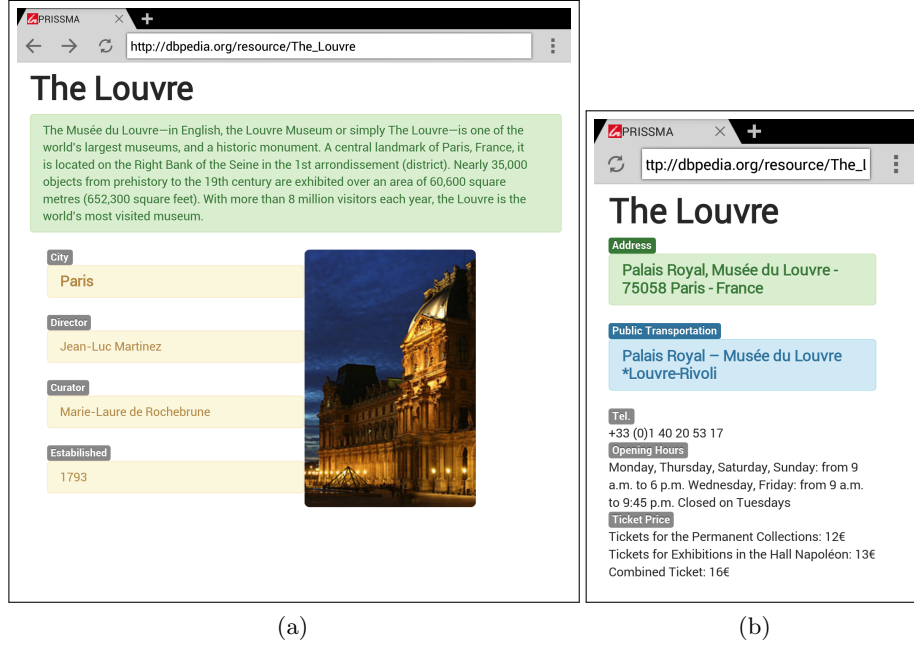 PRISSMA
http://dbpedia.org/resource/The_Louvre
The Louvre
The Musée du Louvre—in English, the Louvre Museum or simply The Louvre—is one of the
world's largest museums, and a historic monument. A central landmark of Paris, France, it
is located on the Right Bank of the Seine in the 1st arrondissement (district). Nearly 35,000
objects from prehistory to the 19th century are exhibited over an area of 60,600 square
metres (652,300 square feet). With more than 8 million visitors each year, the Louvre is the
world's most visited museum.
City
Paris
Director
Jean-Luc Martinez
Curator
Marie-Laure de Rochebrune
Estabilished
1793
(a)
PRISSMA
ttp://dbpedia.org/resource/The_l
The Louvre
Address
Palais Royal, Musée du Louvre -
75058 Paris - France
Public Transportation
Palais Royal – Musée du Louvre
*Louvre-Rivoli
Tel.
+33 (0)1 40 20 53 17
Opening Hours
Monday, Thursday, Saturday, Sunday: from 9
a.m. to 6 p.m. Wednesday, Friday: from 9 a.m.
to 9:45 p.m. Closed on Tuesdays
Ticket Price
Tickets for the Permanent Collections: 12€
Tickets for Exhibitions in the Hall Napoléon: 13€
Combined Ticket: 16€
(b)